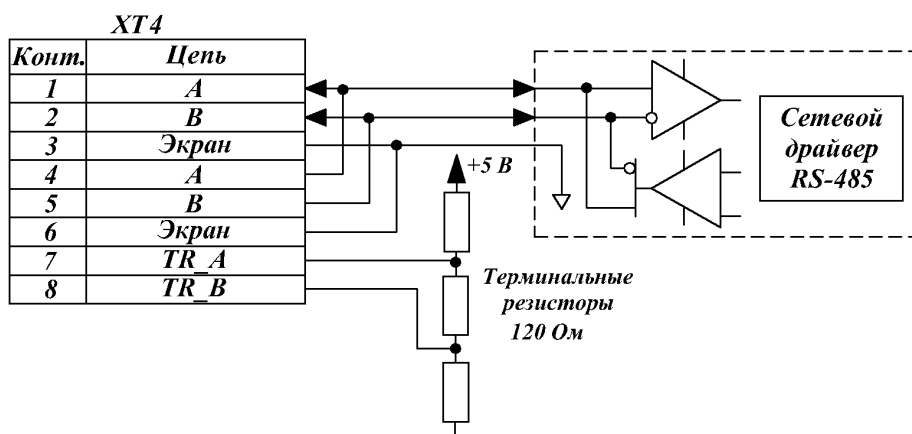 XT4
Конт. Цепь
1 A
2 B
3 Экран
4 A
5 B
6 Экран
7 TR_A
8 TR_B
+5 В
Терминальные
резисторы
120 Ом
Сетевой
драйвер
RS-485